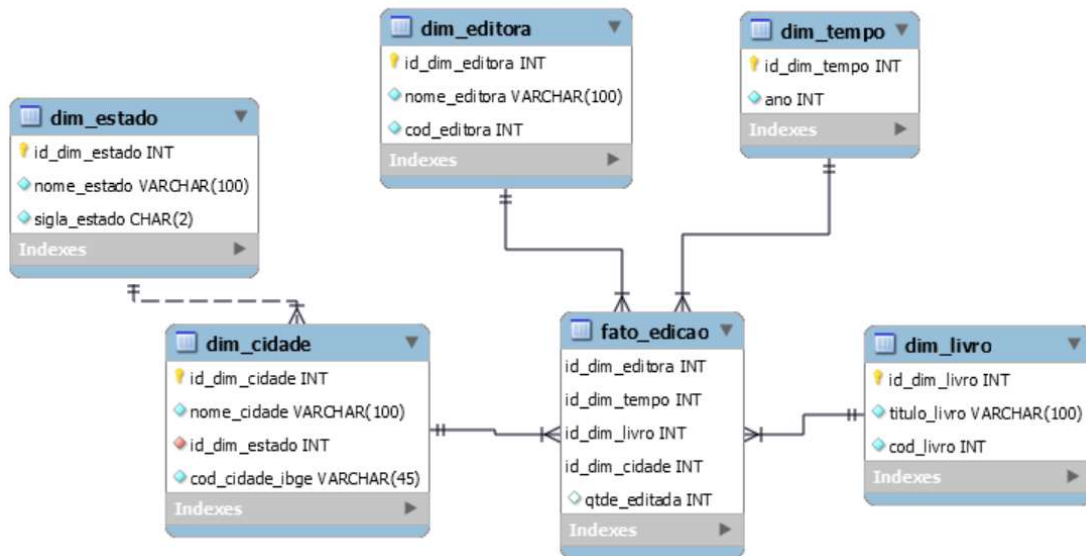 dim_editora
id_dim_editora INT
nome_editora VARCHAR(100)
cod_editora INT
Indexes
dim_tempo
id_dim_tempo INT
ano INT
Indexes
dim_estado
id_dim_estado INT
nome_estado VARCHAR(100)
sigla_estado CHAR(2)
Indexes
dim_cidade
id_dim_cidade INT
nome_cidade VARCHAR(100)
id_dim_estado INT
cod_cidade_ibge VARCHAR(45)
Indexes
fato_edicao
id_dim_editora INT
id_dim_tempo INT
id_dim_livro INT
id_dim_cidade INT
qtde_editada INT
Indexes
dim_livro
id_dim_livro INT
titulo_livro VARCHAR(100)
cod_livro INT
Indexes